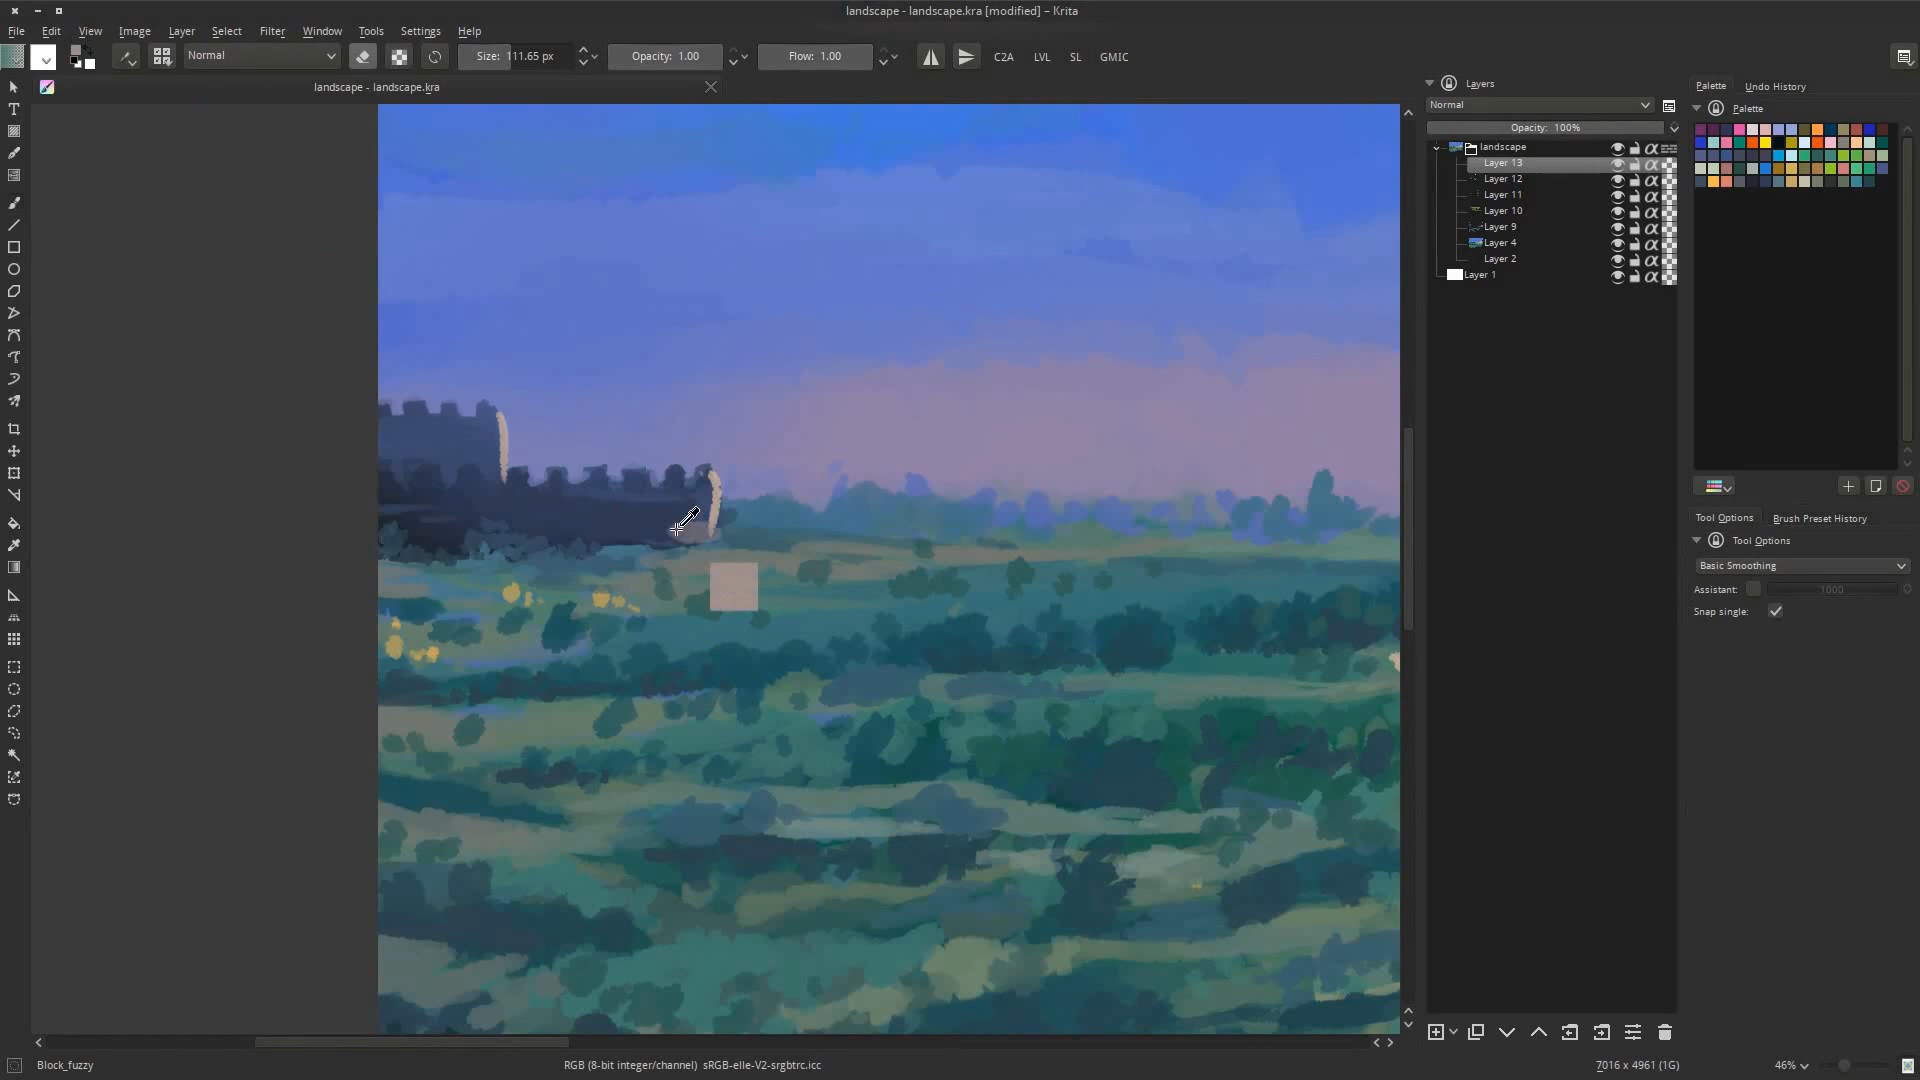 landscape - landscape.kra [modified] – Krita
File Edit View Image Layer Select Filter Tools Settings Window Help
Normal Size: 111.65 px Opacity: 1.00 Flow: 1.00 C2A LVL SL GMIC
landscape - landscape.kra
Layers
Normal
Opacity: 100%
landscape
Layer 13
Layer 12
Layer 11
Layer 10
Layer 9
Layer 4
Layer 2
Layer 1
Palette Undo History
Palette
Tool Options Brush Preset History
Tool Options
Basic Smoothing
Assistant: 1000
Snap single:
Block_fuzzy RGB (8-bit integer/channel) sRGB-elle-V2-srgbtrc.icc 7016 x 4961 (1G) 46%